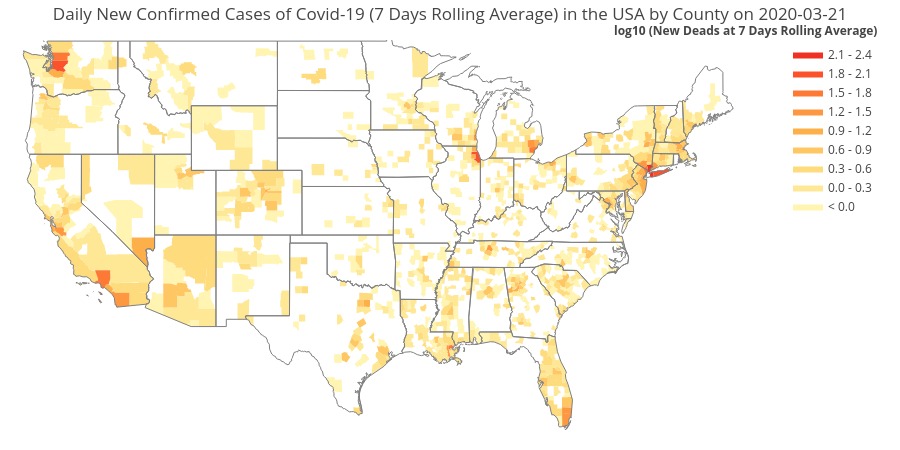 Daily New Confirmed Cases of Covid-19 (7 Days Rolling Average) in the USA by County on 2020-03-21
log10 (New Deads at 7 Days Rolling Average)
2.1 - 2.4
1.8 - 2.1
1.5 - 1.8
1.2 - 1.5
0.9 - 1.2
0.6 - 0.9
0.3 - 0.6
0.0 - 0.3
< 0.0